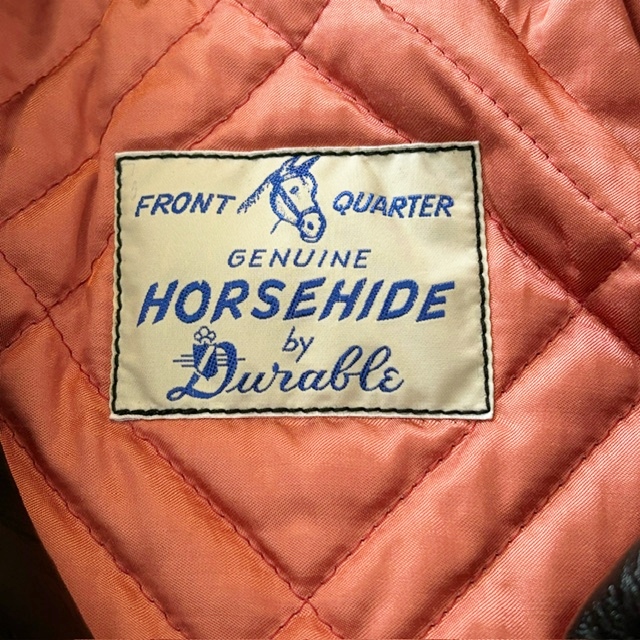 FRONT QUARTER
GENUINE
HORSEHIDE
by
Durable